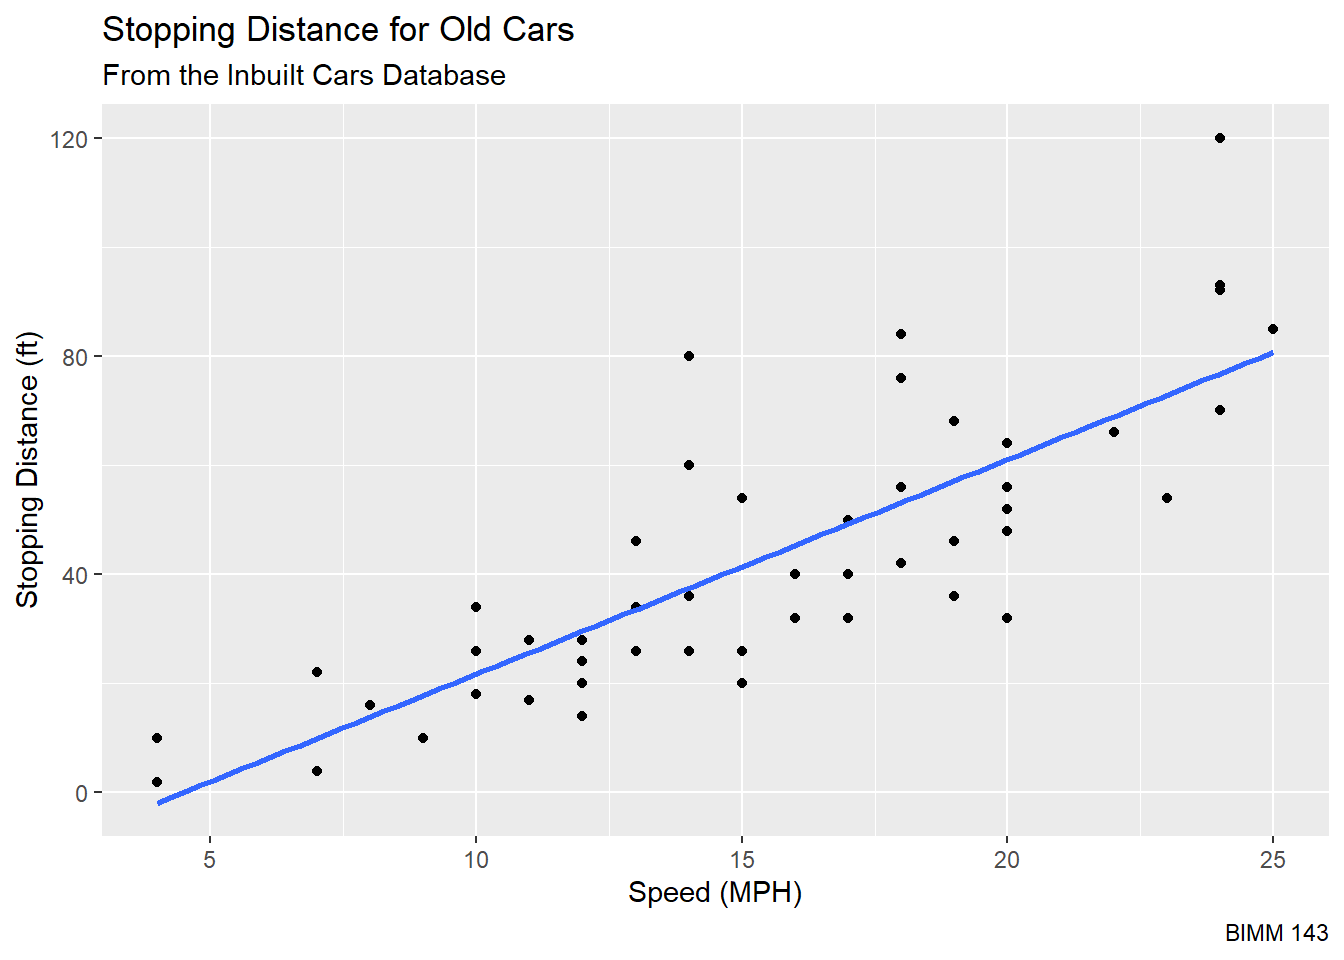 Stopping Distance for Old Cars
From the Inbuilt Cars Database
Stopping Distance (ft)
120
80
40
0
5 10 15 20 25
Speed (MPH)
BIMM 143